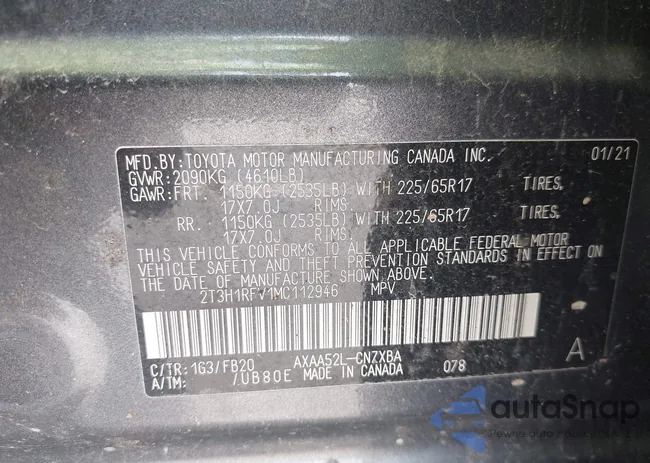 MFD.BY:TOYOTA MOTOR MANUFACTURING CANADA INC. 01/21
GVWR:2090KG (4610LB)
GAWR:FRT. 1150KG (2535LB) WITH 225/65R17 TIRES,
17X7.0J RIMS,
RR. 1150KG (2535LB) WITH 225/65R17 TIRES,
17X7.0J RIMS,
THIS VEHICLE CONFORMS TO ALL APPLICABLE FEDERAL MOTOR
VEHICLE SAFETY AND THEFT PREVENTION STANDARDS IN EFFECT ON
THE DATE OF MANUFACTURE SHOWN ABOVE.
2T3H1RFV1MC112946 MPV
C/TR:1G3/FB20 AXAA52L-CNZXBA A
A/TM: /UB80E MADE IN CANADA 078
autaSnap
Pewne auto z